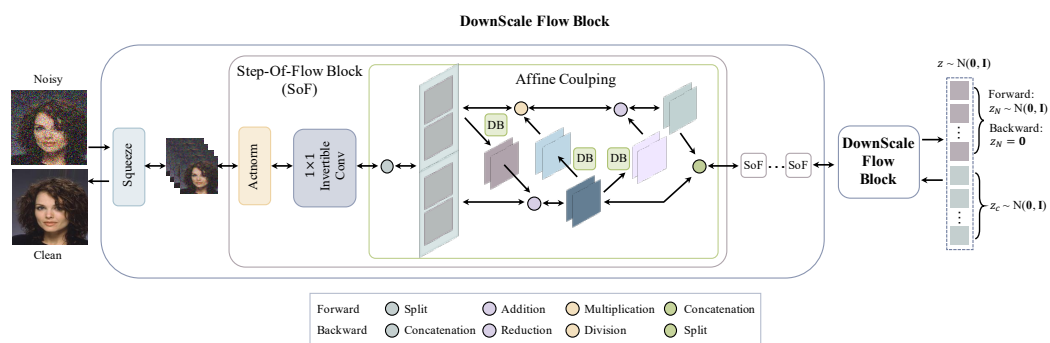 DownScale Flow Block
Noisy
Clean
Squeeze
Step-Of-Flow Block
(SoF)
Actnorm
1×1
Invertible
Conv
Affine Coulping
DB
DB
DB
SoF
...
SoF
DownScale
Flow
Block
z ~ N(0, I)
Forward:
z_N ~ N(0, I)
Backward:
z_N = 0
z_c ~ N(0, I)
Forward Split Addition Multiplication Concatenation
Backward Concatenation Reduction Division Split